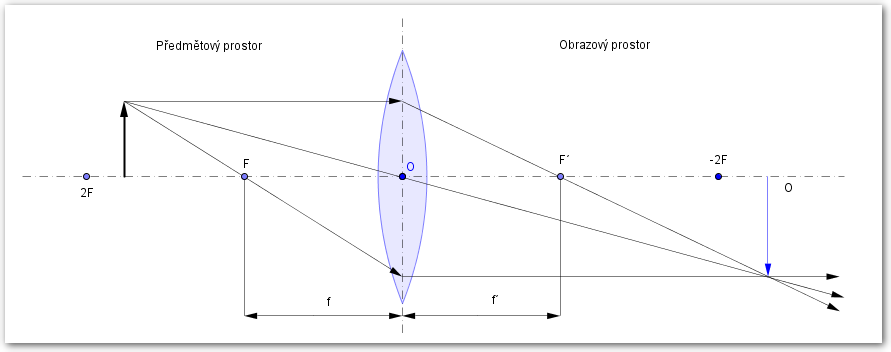 Předmětový prostor
Obrazový prostor
F
O
F´
-2F
2F
O
f
f´